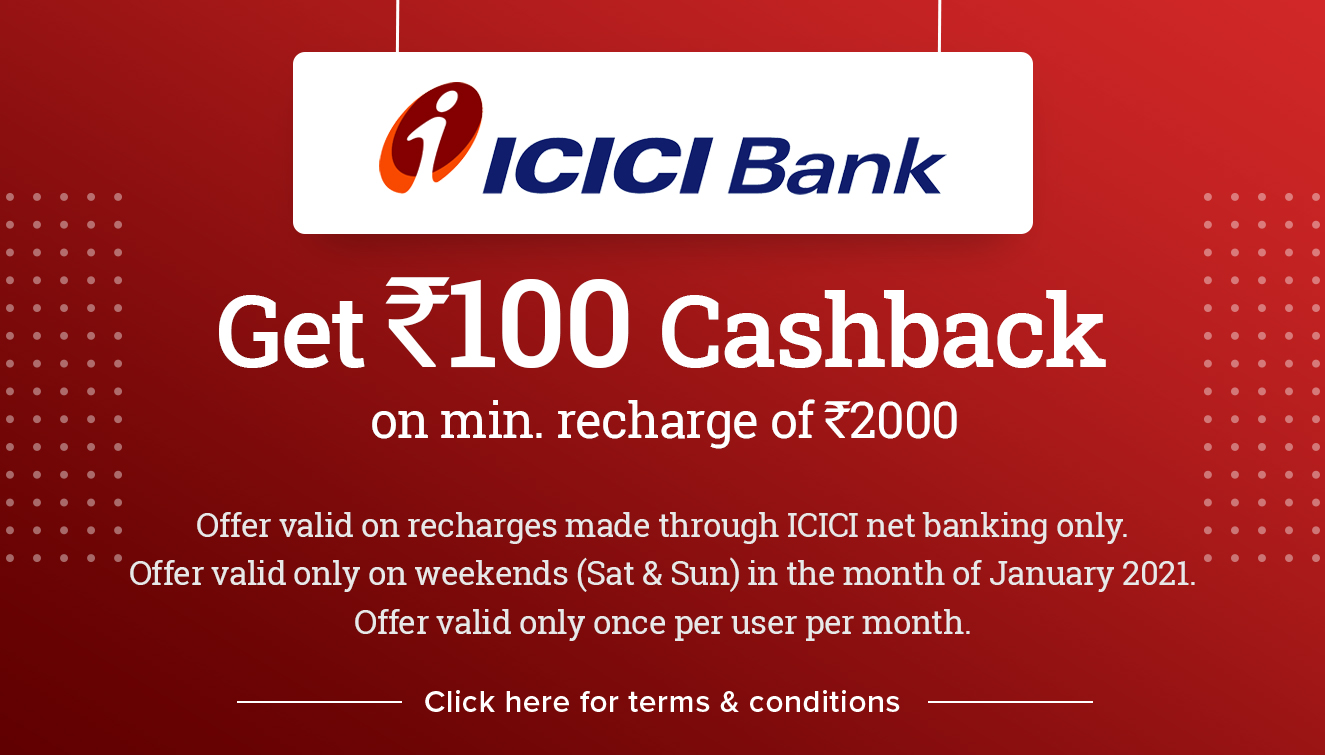 ICICI Bank
Get ₹100 Cashback
on min. recharge of ₹2000
Offer valid on recharges made through ICICI net banking only.
Offer valid only on weekends (Sat & Sun) in the month of January 2021.
Offer valid only once per user per month.
Click here for terms & conditions